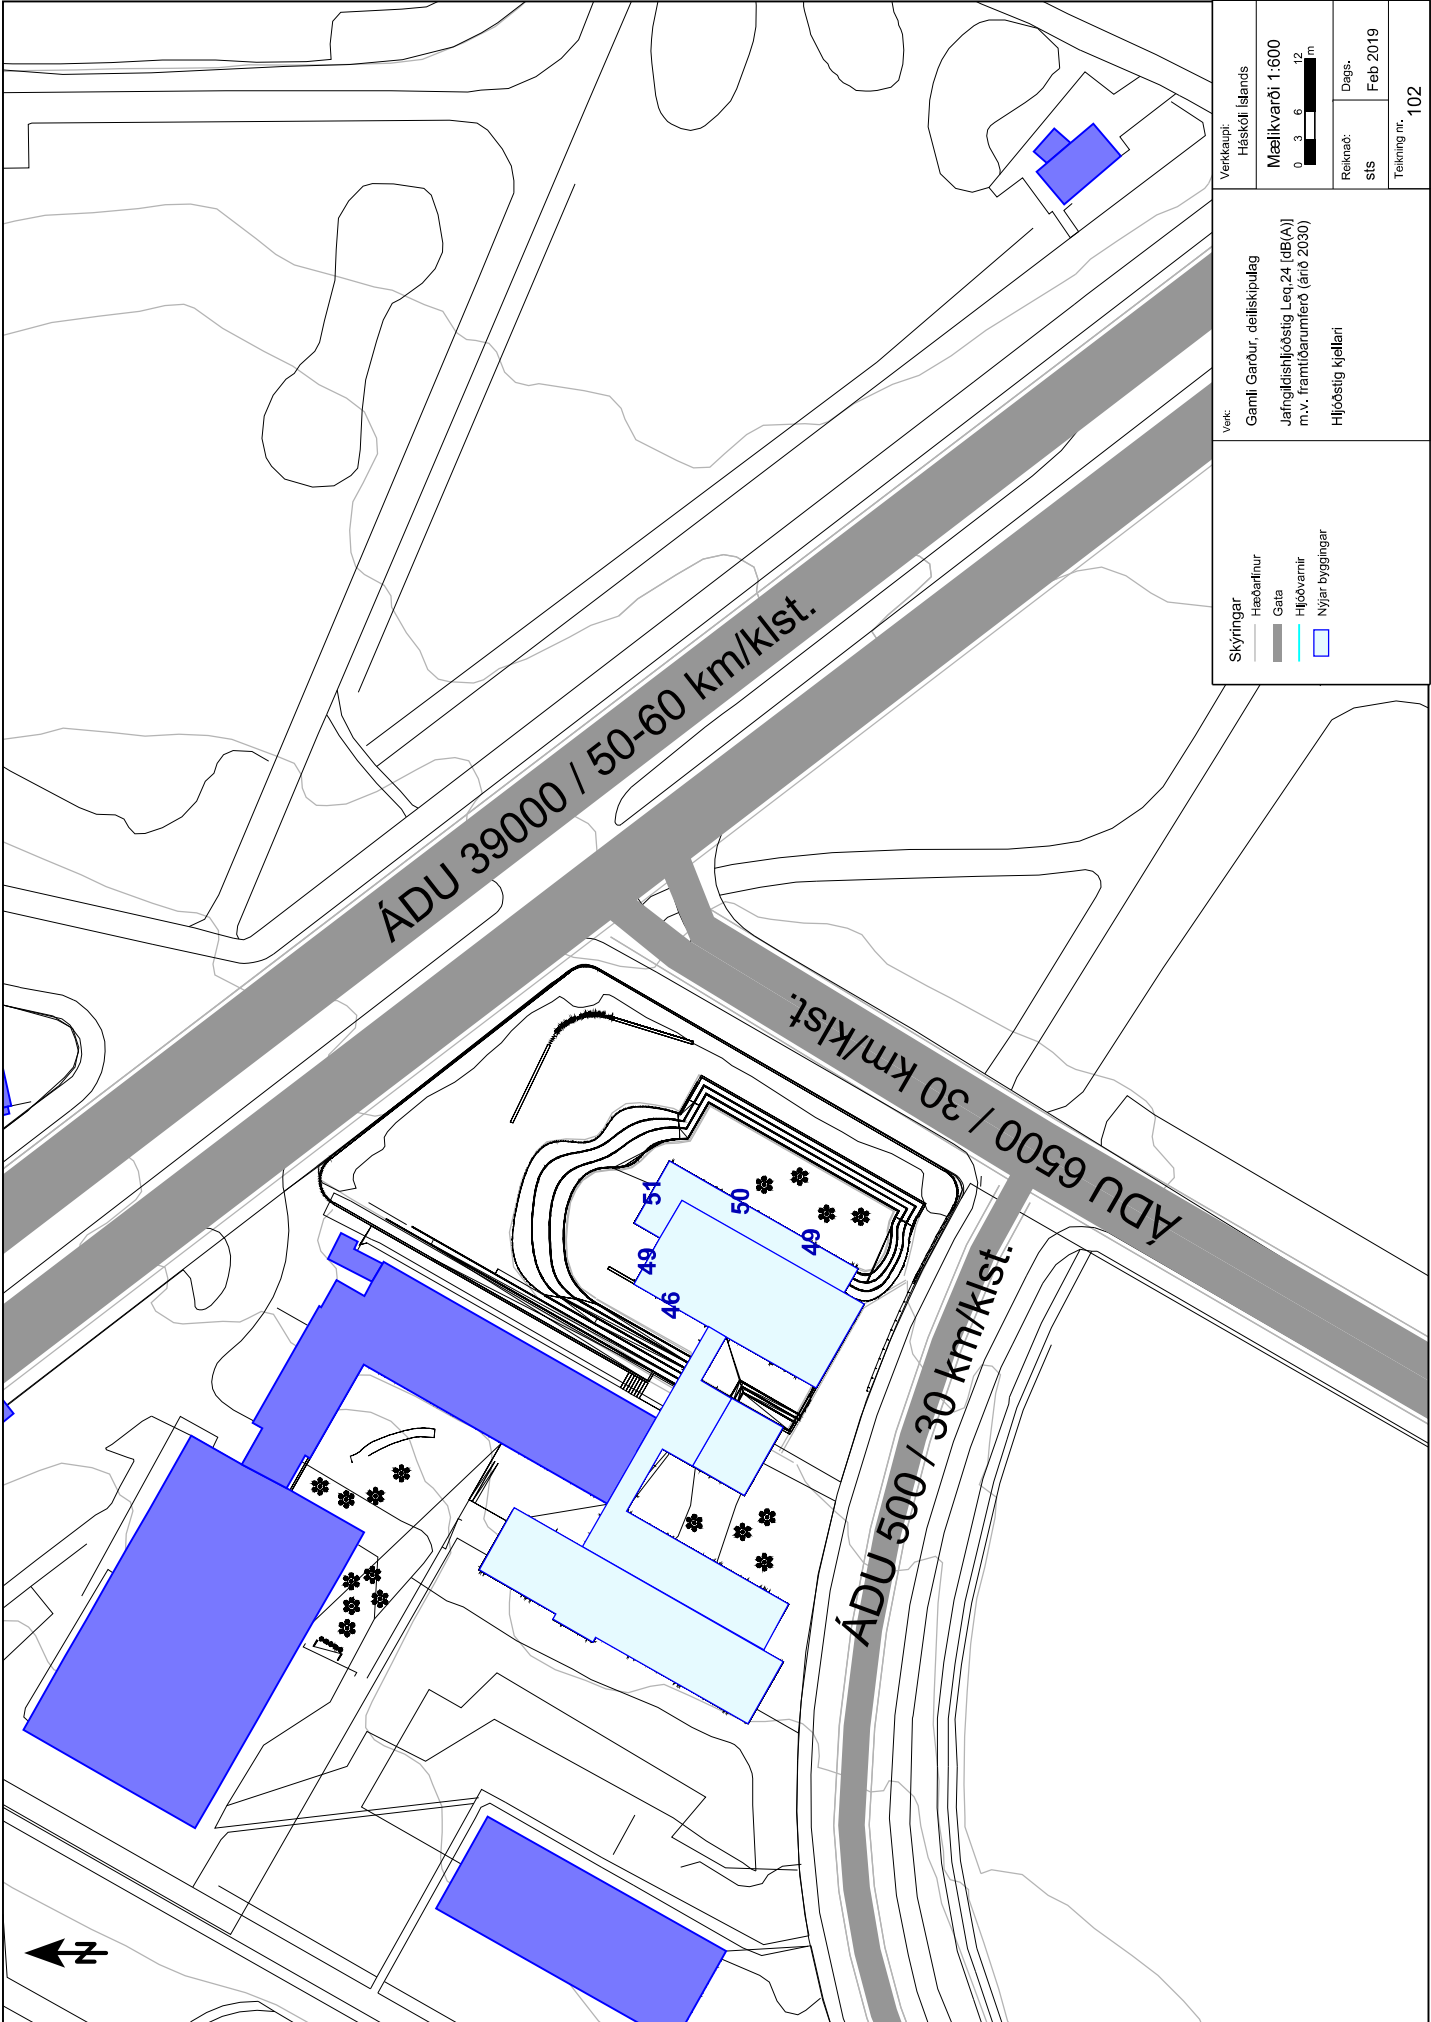 Verkkaupi:
Háskóli Íslands
Mælikvarði 1:600
0 3 6 12
m
Reiknað:
sts
Dags.
Feb 2019
Teikning nr.
102
Verk:
Gamli Garður, deiliskipulag
Jafngildishljóðstig Leq,24 [dB(A)]
m.v. framtíðarumferð (árið 2030)
Hljóðstig kjellari
Skýringar
Hæðarlínur
Gata
Hljóðvarnir
Nýjar byggingar
ÁDU 39000 / 50-60 km/klst.
ÁDU 6500 / 30 km/klst.
ÁDU 500 / 30 km/klst.
51
50
49
49
46
N